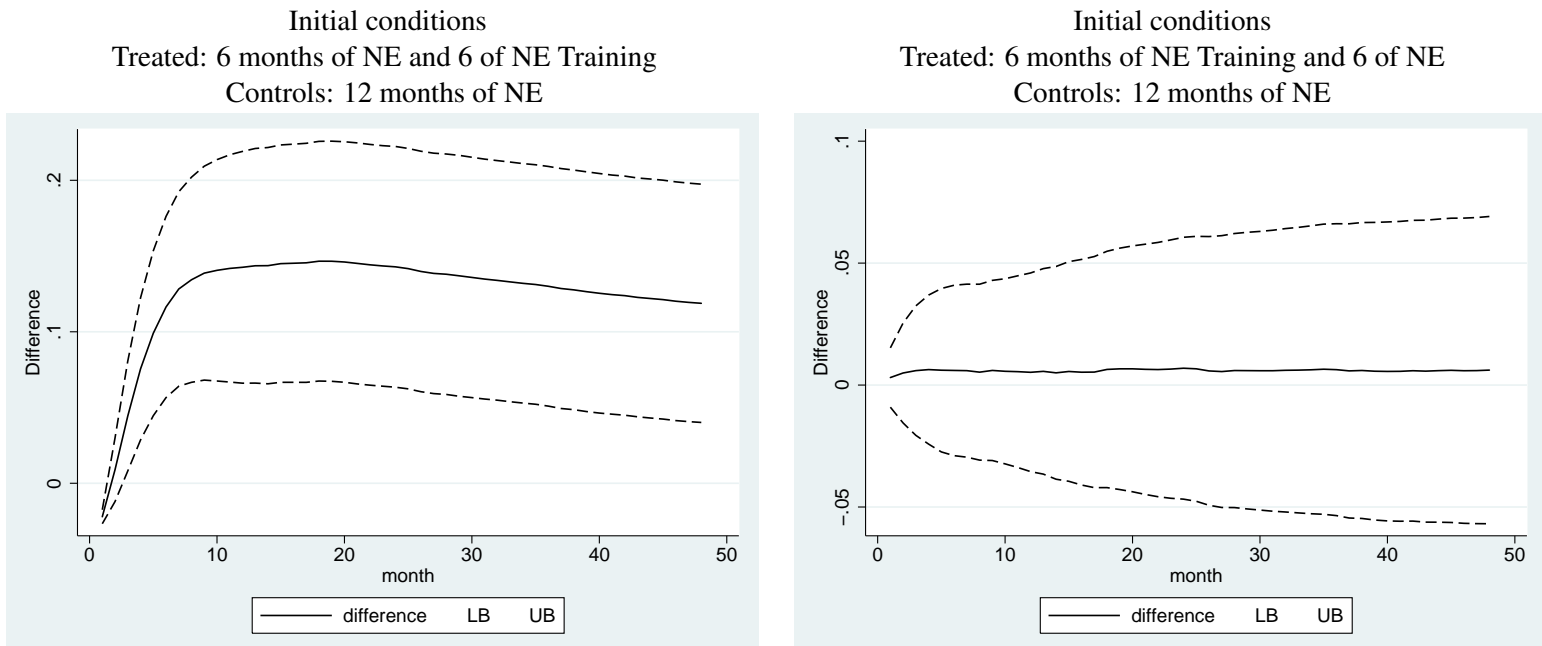 Initial conditions
Treated: 6 months of NE and 6 of NE Training
Controls: 12 months of NE
.2
.1
0
Difference
0 10 20 30 40 50
month
difference LB UB
Initial conditions
Treated: 6 months of NE Training and 6 of NE
Controls: 12 months of NE
.1
.05
0
−.05
Difference
0 10 20 30 40 50
month
difference LB UB